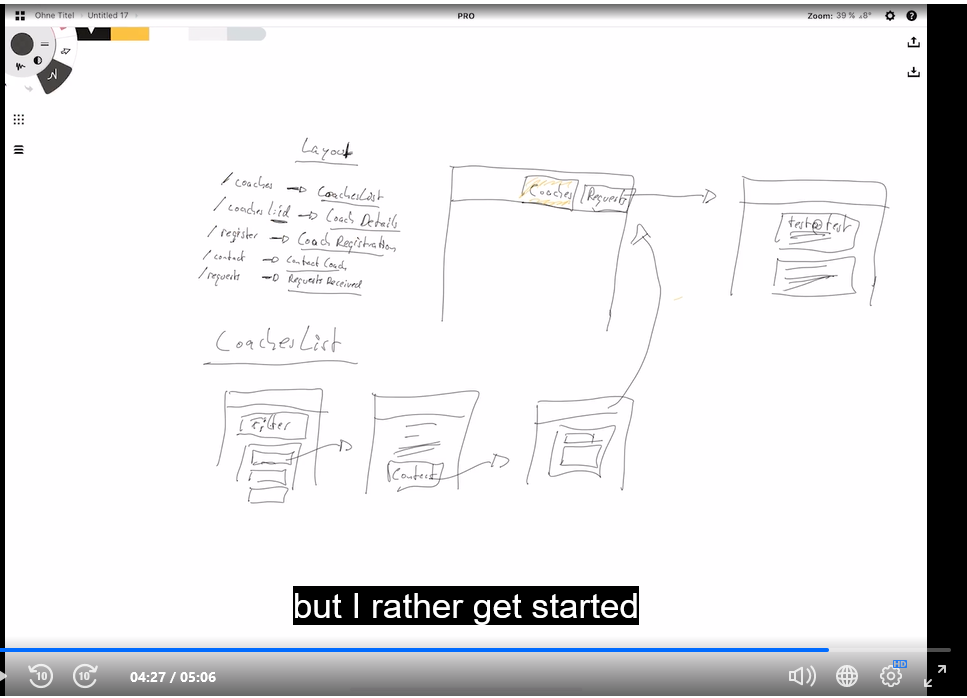 Ohne Titel Untitled 17
PRO
Zoom: 39 % 8°
Layout
/coaches → CoachesList
/coaches/:id → Coach Details
/register → Coach Registration
/contact → Contact Coach
/requests → Requests Received
Coaches Requests
test@test
CoachesList
Filter
Contact
but I rather get started
10 10 04:27 / 05:06
HD